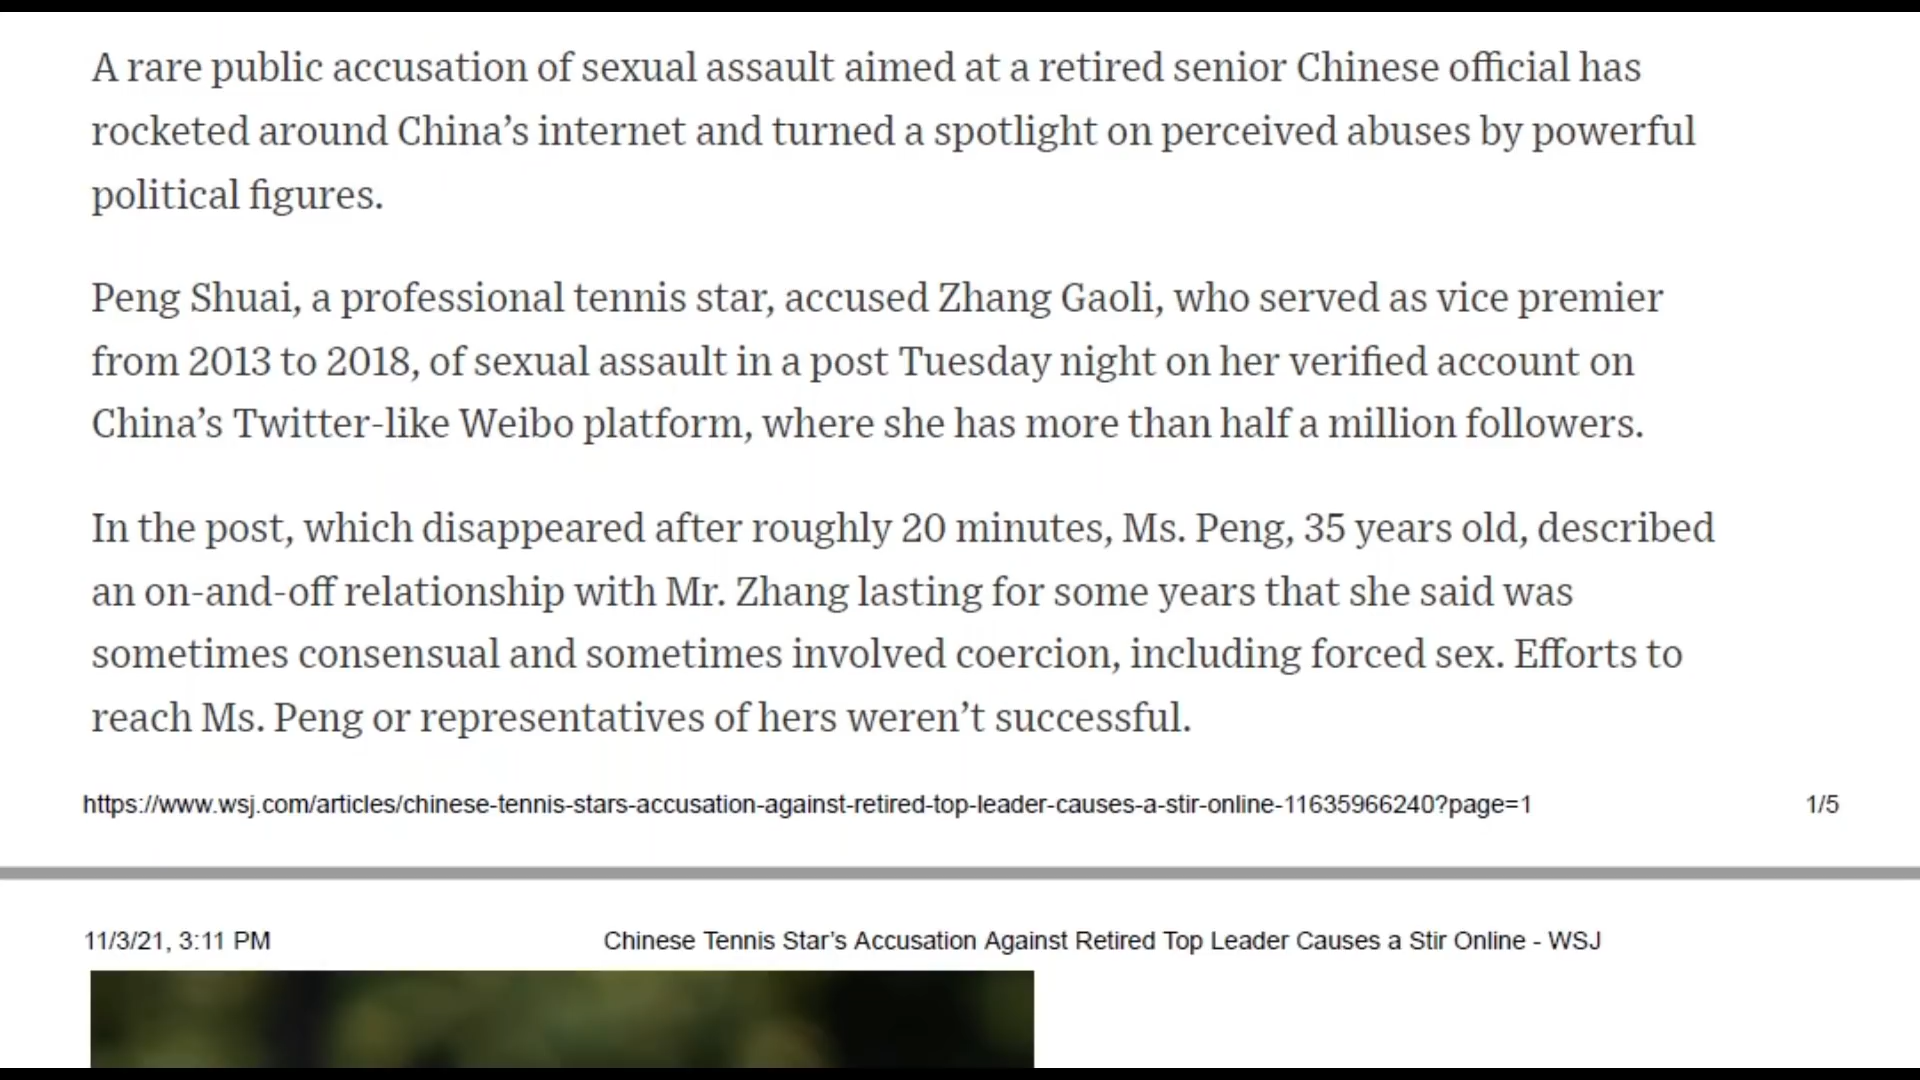 A rare public accusation of sexual assault aimed at a retired senior Chinese official has
rocketed around China’s internet and turned a spotlight on perceived abuses by powerful
political figures.
Peng Shuai, a professional tennis star, accused Zhang Gaoli, who served as vice premier
from 2013 to 2018, of sexual assault in a post Tuesday night on her verified account on
China’s Twitter-like Weibo platform, where she has more than half a million followers.
In the post, which disappeared after roughly 20 minutes, Ms. Peng, 35 years old, described
an on-and-off relationship with Mr. Zhang lasting for some years that she said was
sometimes consensual and sometimes involved coercion, including forced sex. Efforts to
reach Ms. Peng or representatives of hers weren’t successful.
https://www.wsj.com/articles/chinese-tennis-stars-accusation-against-retired-top-leader-causes-a-stir-online-11635966240?page=1 1/5
11/3/21, 3:11 PM Chinese Tennis Star’s Accusation Against Retired Top Leader Causes a Stir Online - WSJ